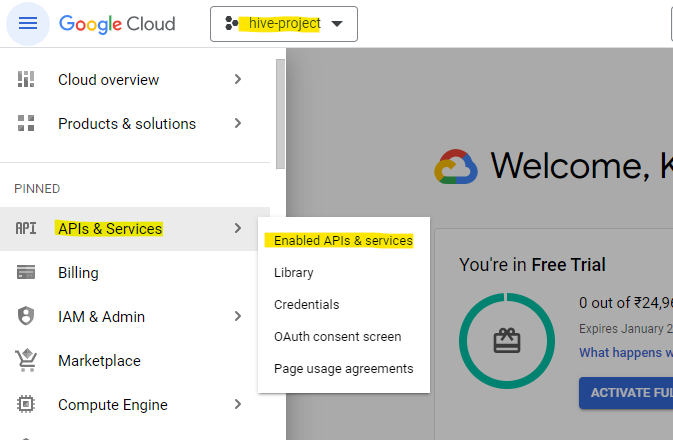 Google Cloud
hive-project
Cloud overview
Products & solutions
PINNED
API APIs & Services
Enabled APIs & services
Library
Credentials
OAuth consent screen
Page usage agreements
Billing
IAM & Admin
Marketplace
Compute Engine
Welcome, K
You're in Free Trial
0 out of ₹24,96
Expires January 2
What happens w
ACTIVATE FUL